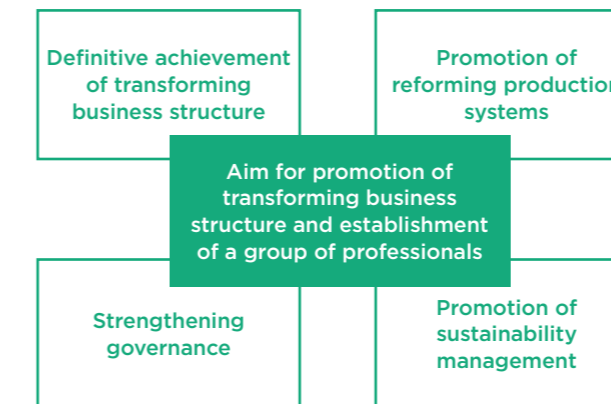 Definitive achievement
of transforming
business structure
Promotion of
reforming production
systems
Aim for promotion of
transforming business
structure and establishment
of a group of professionals
Strengthening
governance
Promotion of
sustainability
management